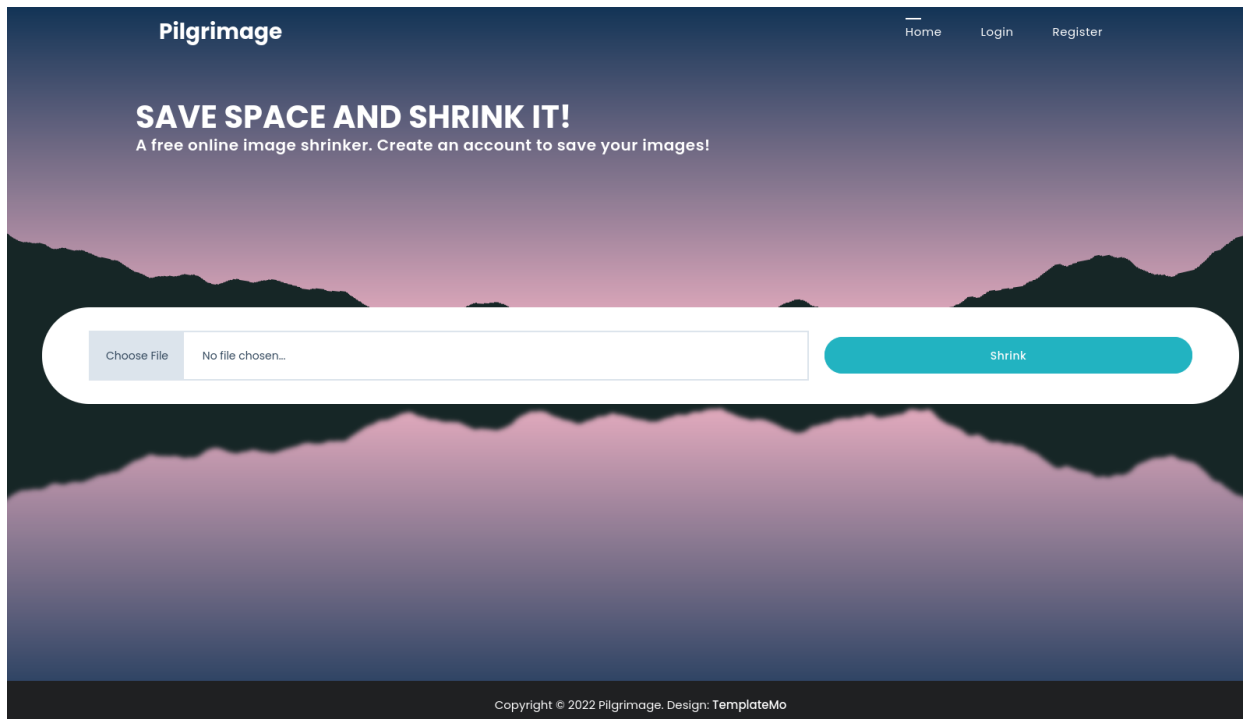 Pilgrimage
Home Login Register
SAVE SPACE AND SHRINK IT!
A free online image shrinker. Create an account to save your images!
Choose File No file chosen... Shrink
Copyright © 2022 Pilgrimage. Design: TemplateMo